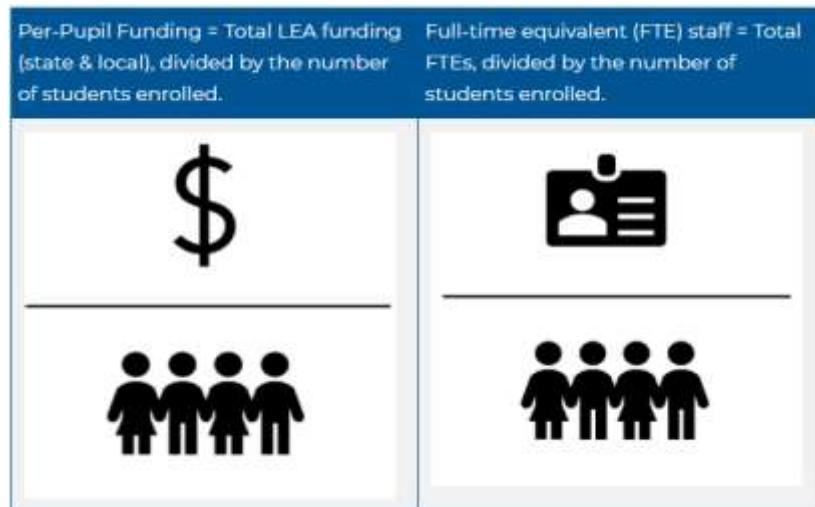 Per-Pupil Funding = Total LEA funding
(state & local), divided by the number
of students enrolled.
Full-time equivalent (FTE) staff = Total
FTEs, divided by the number of
students enrolled.